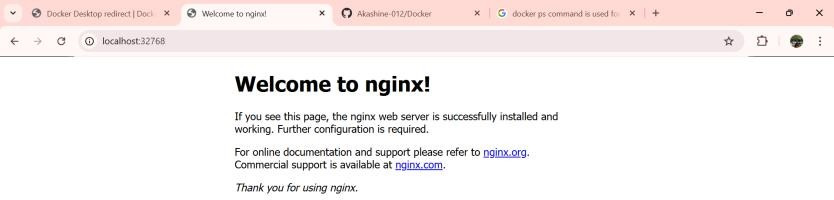 Docker Desktop redirect | Dock
Welcome to nginx!
Akashine-012/Docker
docker ps command is used fo
localhost:32768
Welcome to nginx!
If you see this page, the nginx web server is successfully installed and
working. Further configuration is required.
For online documentation and support please refer to nginx.org.
Commercial support is available at nginx.com.
Thank you for using nginx.